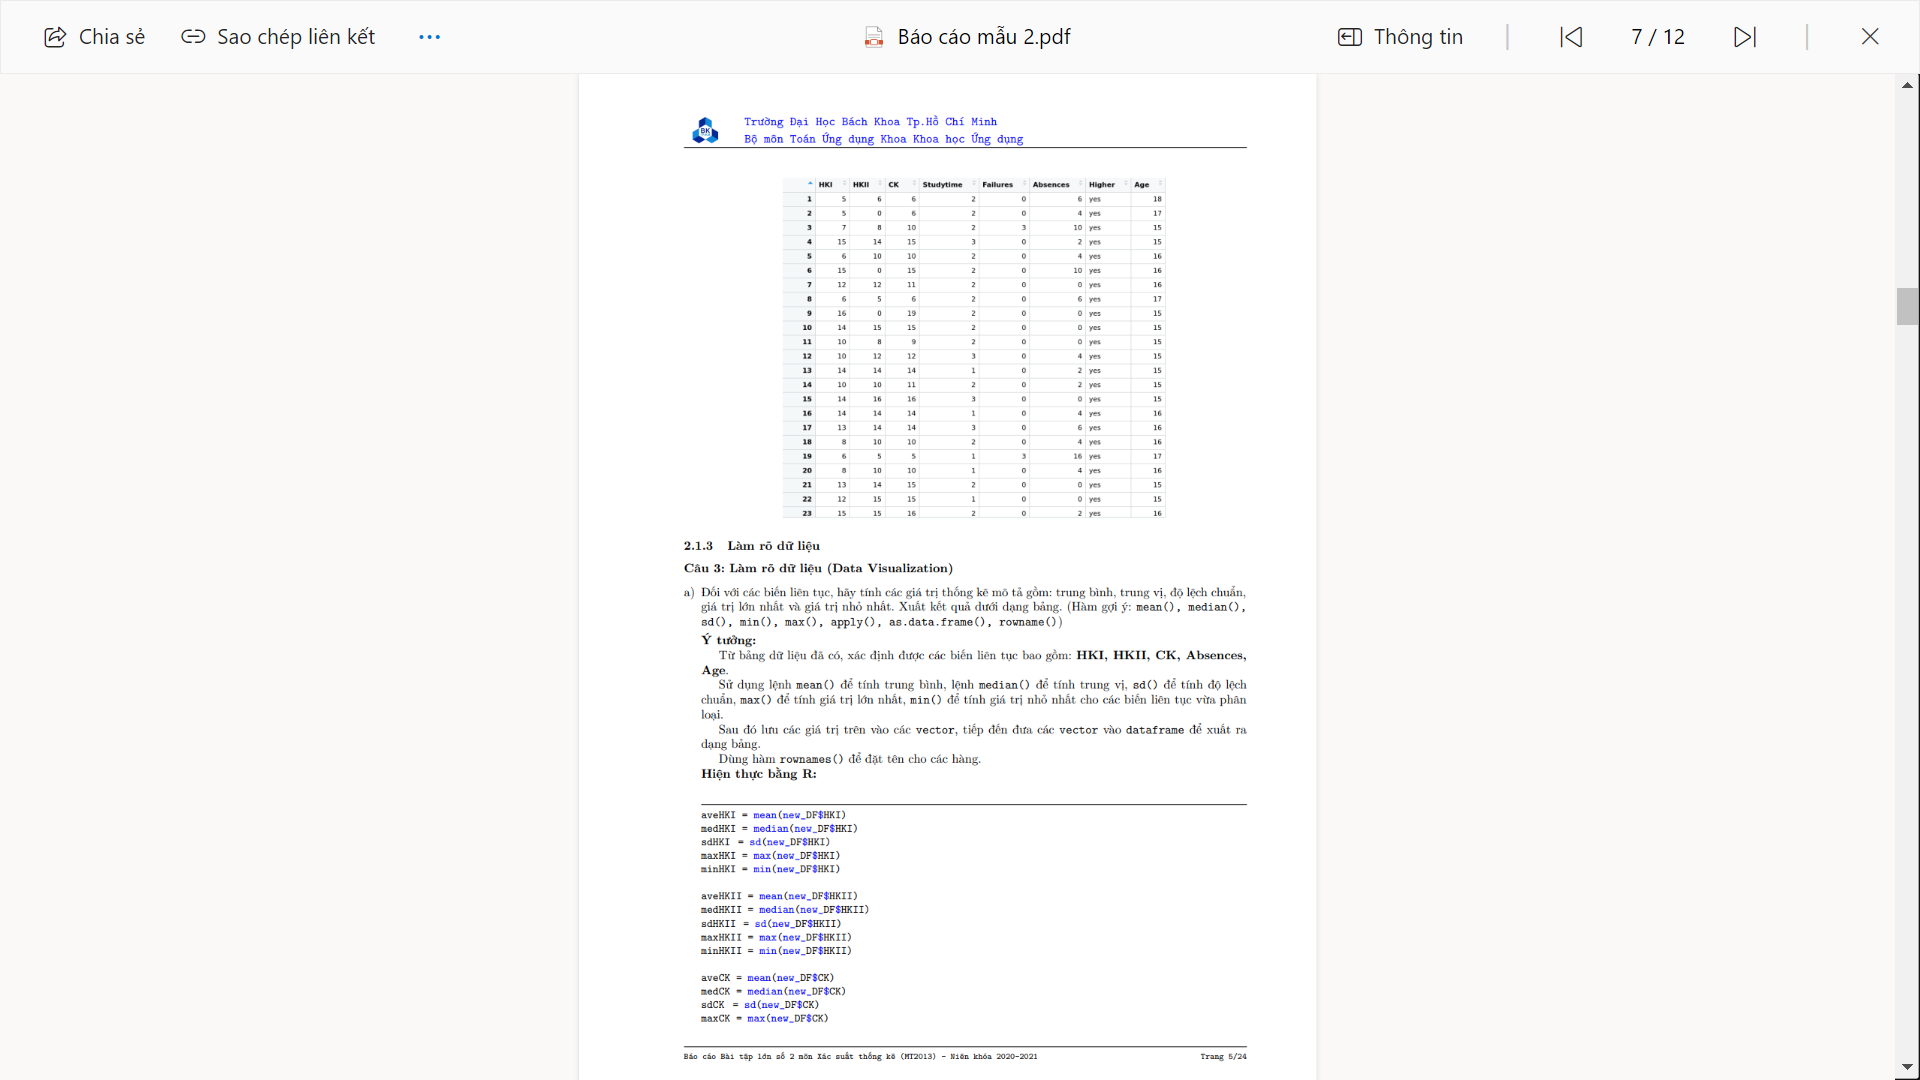 Chia sẻ
Sao chép liên kết
Báo cáo mẫu 2.pdf
Thông tin
7 / 12
BK
Trường Đại Học Bách Khoa Tp.Hồ Chí Minh
Bộ môn Toán Ứng dụng Khoa Khoa học Ứng dụng
HKI HKII CK Studytime Failures Absences Higher Age
1 5 6 6 2 0 6 yes 18
2 5 0 6 2 0 4 yes 17
3 7 8 10 2 3 10 yes 15
4 15 14 15 3 0 2 yes 15
5 6 10 10 2 0 4 yes 16
6 15 0 15 2 0 10 yes 16
7 12 12 11 2 0 0 yes 16
8 6 5 6 2 0 6 yes 17
9 16 0 19 2 0 0 yes 15
10 14 15 15 2 0 0 yes 15
11 10 8 9 2 0 0 yes 15
12 10 12 12 3 0 4 yes 15
13 14 14 14 1 0 2 yes 15
14 10 10 11 2 0 2 yes 15
15 14 16 16 3 0 0 yes 15
16 14 14 14 1 0 4 yes 16
17 13 14 14 3 0 6 yes 16
18 8 10 10 2 0 4 yes 16
19 6 5 5 1 3 16 yes 17
20 8 10 10 1 0 4 yes 16
21 13 14 15 2 0 0 yes 15
22 12 15 15 1 0 0 yes 15
23 15 15 16 2 0 2 yes 16
2.1.3 Làm rõ dữ liệu
Câu 3: Làm rõ dữ liệu (Data Visualization)
a) Đối với các biến liên tục, hãy tính các giá trị thống kê mô tả gồm: trung bình, trung vị, độ lệch chuẩn,
giá trị lớn nhất và giá trị nhỏ nhất. Xuất kết quả dưới dạng bảng. (Hàm gợi ý: mean(), median(),
sd(), min(), max(), apply(), as.data.frame(), rowname())
Ý tưởng:
Từ bảng dữ liệu đã có, xác định được các biến liên tục bao gồm: HKI, HKII, CK, Absences,
Age.
Sử dụng lệnh mean() để tính trung bình, lệnh median() để tính trung vị, sd() để tính độ lệch
chuẩn, max() để tính giá trị lớn nhất, min() để tính giá trị nhỏ nhất cho các biến liên tục vừa phân
loại.
Sau đó lưu các giá trị trên vào các vector, tiếp đến đưa các vector vào dataframe để xuất ra
dạng bảng.
Dùng hàm rownames() để đặt tên cho các hàng.
Hiện thực bằng R:
aveHKI = mean(new_DF$HKI)
medHKI = median(new_DF$HKI)
sdHKI = sd(new_DF$HKI)
maxHKI = max(new_DF$HKI)
minHKI = min(new_DF$HKI)
aveHKII = mean(new_DF$HKII)
medHKII = median(new_DF$HKII)
sdHKII = sd(new_DF$HKII)
maxHKII = max(new_DF$HKII)
minHKII = min(new_DF$HKII)
aveCK = mean(new_DF$CK)
medCK = median(new_DF$CK)
sdCK = sd(new_DF$CK)
maxCK = max(new_DF$CK)
Báo cáo Bài tập lớn số 2 môn Xác suất thống kê (MT2013) - Niên khóa 2020-2021 Trang 5/24